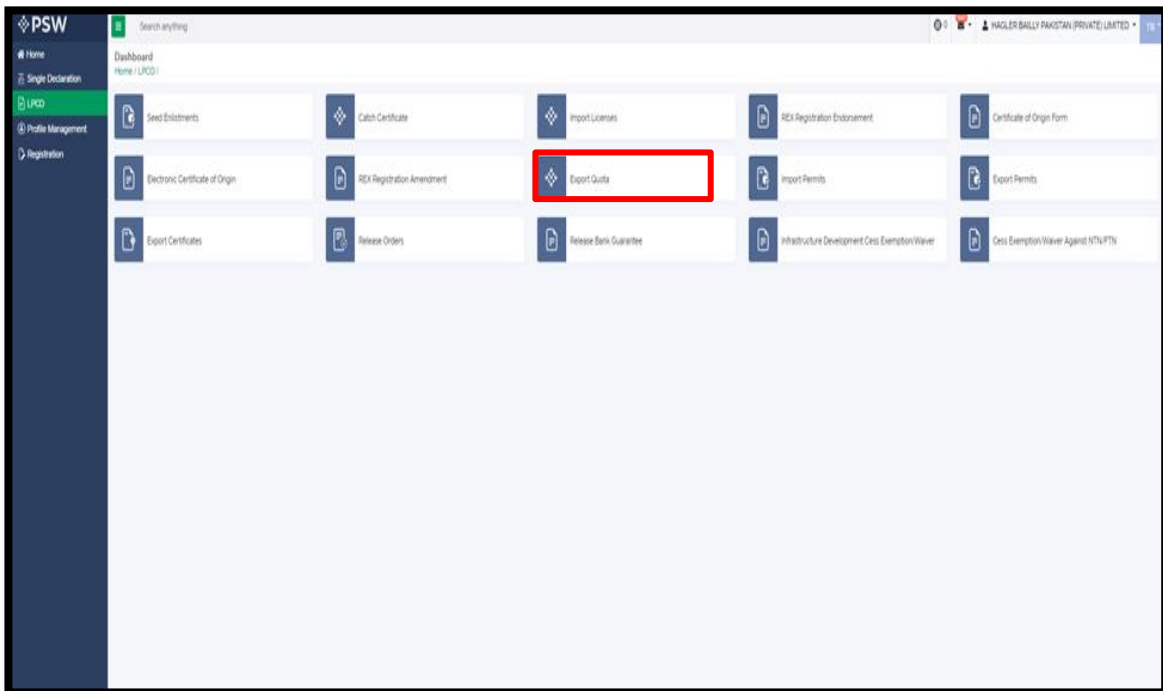 PSW
Search anything
0
HAGLER BAILLY PAKISTAN (PRIVATE) LIMITED
Home
Single Declaration
LPCO
Profile Management
Registration
Dashboard
Home / LPCO /
Seed Enlistments
Catch Certificate
Import Licenses
REX Registration Endorsement
Certificate of Origin Form
Electronic Certificate of Origin
REX Registration Amendment
Export Quota
Import Permits
Export Permits
Export Certificates
Release Orders
Release Bank Guarantee
Infrastructure Development Cess Exemption/Waiver
Cess Exemption/Waiver Against NTN/FTN